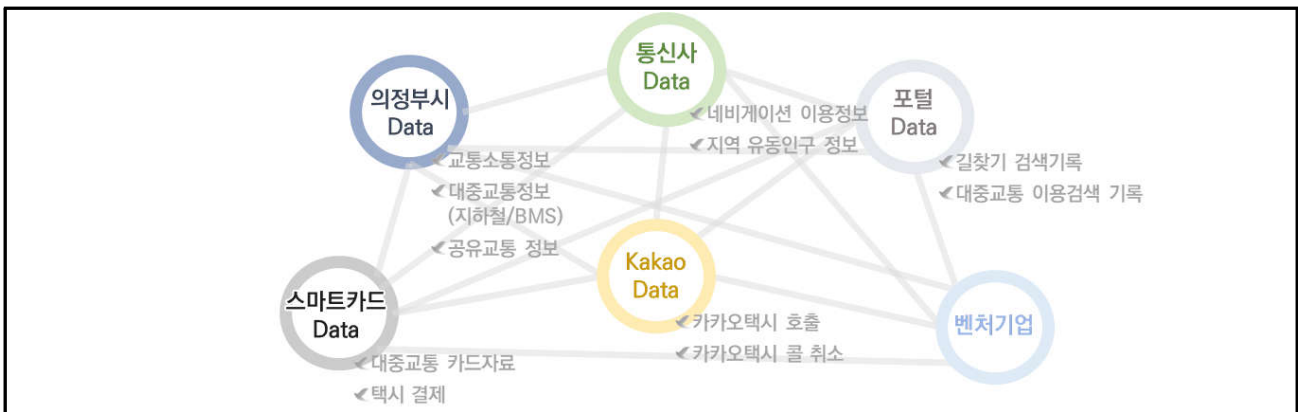 통신사
Data
✔네비게이션 이용정보
✔지역 유동인구 정보
의정부시
Data
✔교통소통정보
✔대중교통정보
(지하철/BMS)
✔공유교통 정보
포털
Data
✔길찾기 검색기록
✔대중교통 이용검색 기록
스마트카드
Data
✔대중교통 카드자료
✔택시 결제
Kakao
Data
✔카카오택시 호출
✔카카오택시 콜 취소
벤처기업